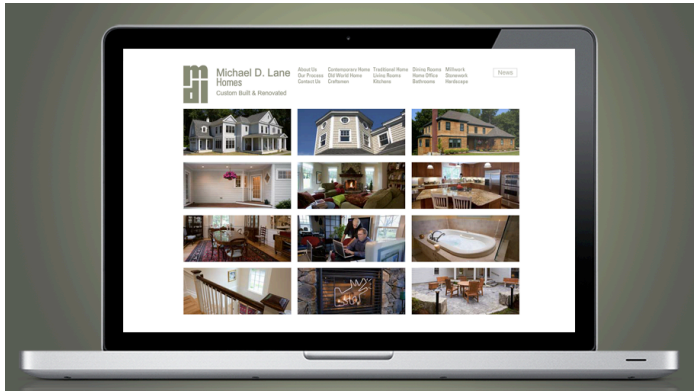 mdl
Michael D. Lane
Homes
Custom Built & Renovated
About Us
Our Process
Contact Us
Contemporary Home
Old World Home
Craftsmen
Traditional Home
Living Rooms
Kitchens
Dining Rooms
Home Office
Bathrooms
Millwork
Stonework
Hardscape
News